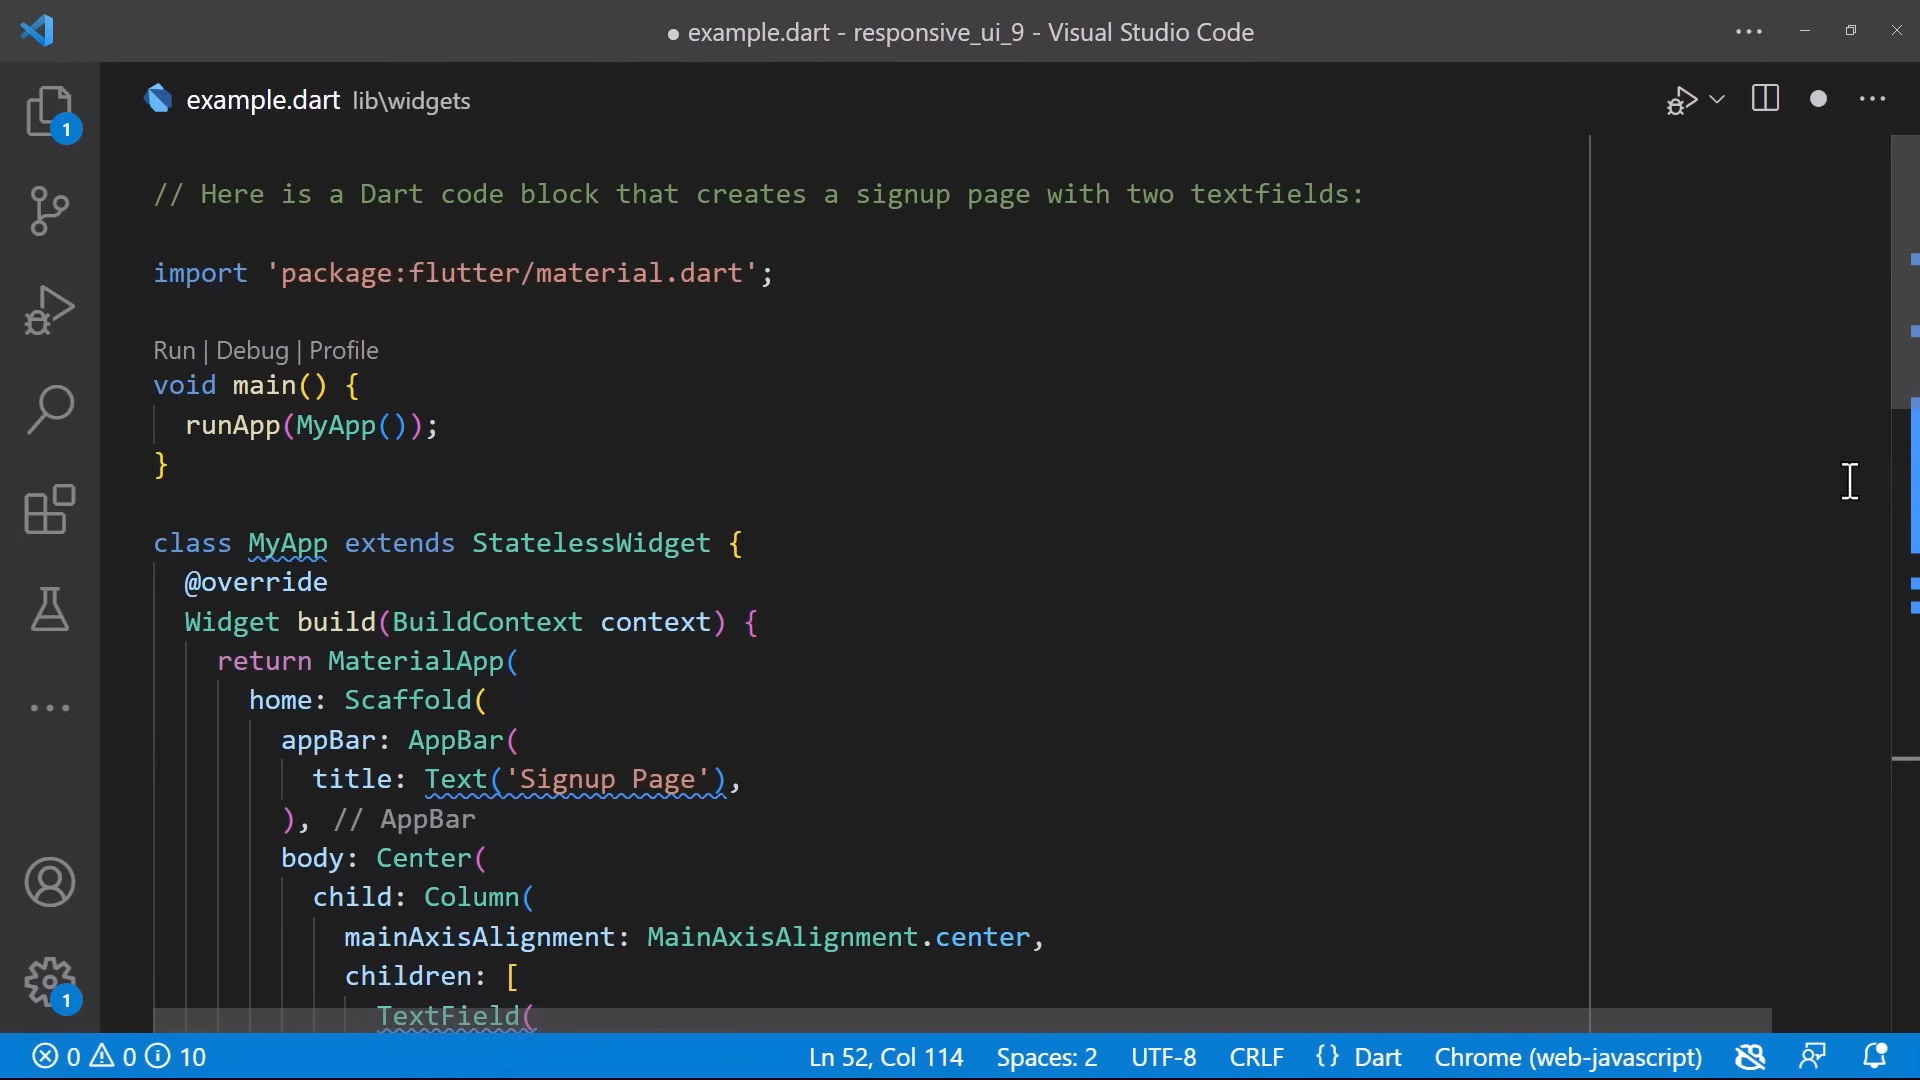 ● example.dart - responsive_ui_9 - Visual Studio Code
example.dart lib\widgets
1
// Here is a Dart code block that creates a signup page with two textfields:
import 'package:flutter/material.dart';
Run | Debug | Profile
void main() {
  runApp(MyApp());
}
class MyApp extends StatelessWidget {
  @override
  Widget build(BuildContext context) {
    return MaterialApp(
      home: Scaffold(
        appBar: AppBar(
          title: Text('Signup Page'),
        ), // AppBar
        body: Center(
          child: Column(
            mainAxisAlignment: MainAxisAlignment.center,
            children: [
              TextField(
1
0 0 10 Ln 52, Col 114 Spaces: 2 UTF-8 CRLF {} Dart Chrome (web-javascript)